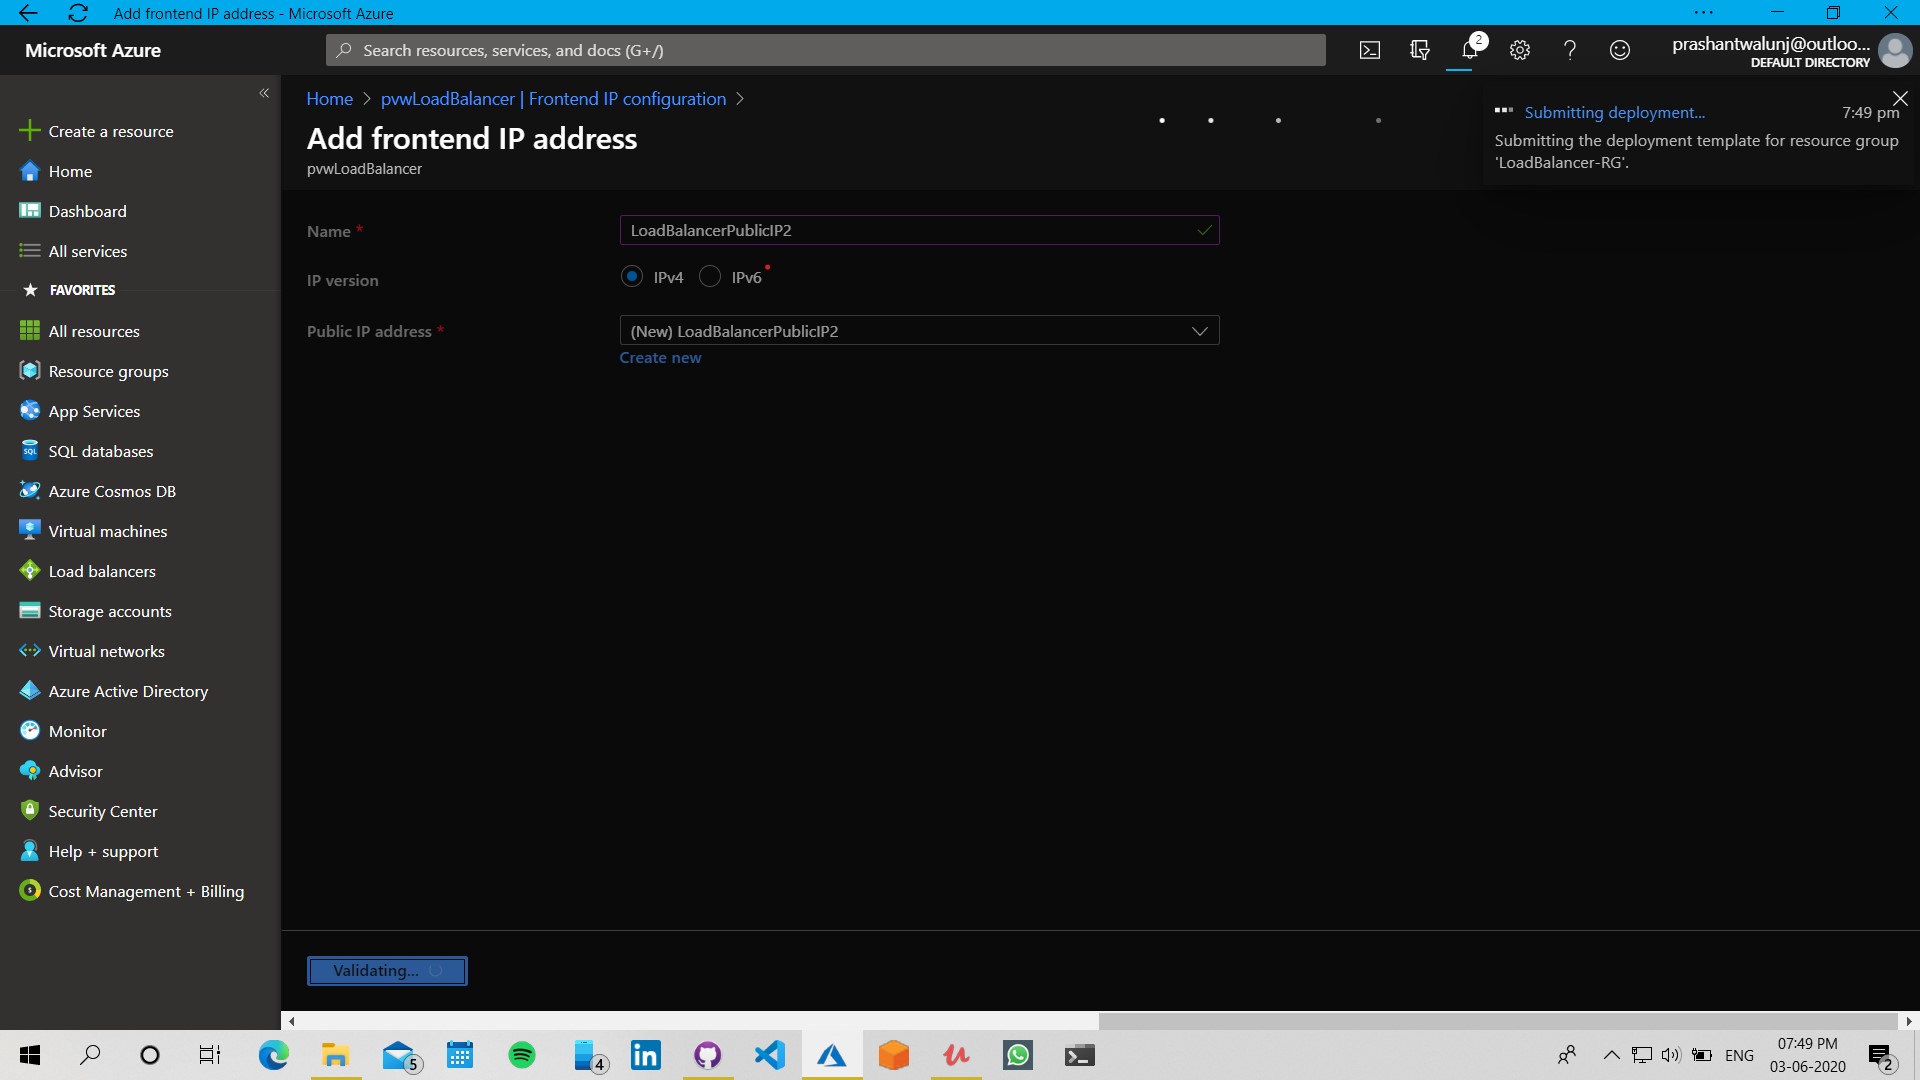 Add frontend IP address - Microsoft Azure
Microsoft Azure
Search resources, services, and docs (G+/)
2
prashantwalunj@outloo...
DEFAULT DIRECTORY
Home > pvwLoadBalancer | Frontend IP configuration >
Add frontend IP address
pvwLoadBalancer
Submitting deployment...
7:49 pm
Submitting the deployment template for resource group
'LoadBalancer-RG'.
Create a resource
Home
Dashboard
All services
FAVORITES
All resources
Resource groups
App Services
SQL databases
Azure Cosmos DB
Virtual machines
Load balancers
Storage accounts
Virtual networks
Azure Active Directory
Monitor
Advisor
Security Center
Help + support
Cost Management + Billing
Name *
LoadBalancerPublicIP2
IP version
IPv4
IPv6
Public IP address *
(New) LoadBalancerPublicIP2
Create new
Validating...
5
4
in
ENG
07:49 PM
03-06-2020
2